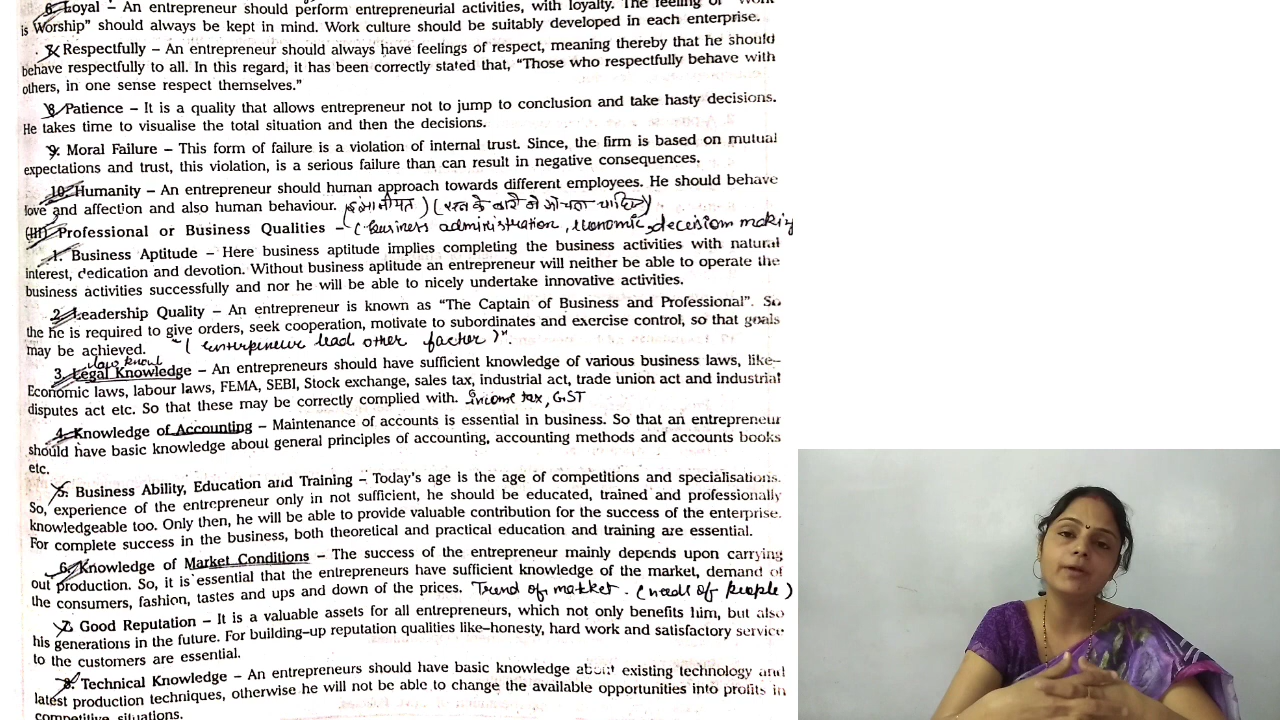 6. Loyal – An entrepreneur should perform entrepreneurial activities, with loyalty. The feeling of "Work
is Worship" should always be kept in mind. Work culture should be suitably developed in each enterprise.
Respectfully – An entrepreneur should always have feelings of respect, meaning thereby that he should
behave respectfully to all. In this regard, it has been correctly stated that, "Those who respectfully behave with
others, in one sense respect themselves."
8. Patience – It is a quality that allows entrepreneur not to jump to conclusion and take hasty decisions.
He takes time to visualise the total situation and then the decisions.
9. Moral Failure – This form of failure is a violation of internal trust. Since, the firm is based on mutual
expectations and trust, this violation, is a serious failure than can result in negative consequences.
10. Humanity – An entrepreneur should human approach towards different employees. He should behave
love and affection and also human behaviour. (इंसानीयत) ( के बारे में सोचना चाहिए)
(III) Professional or Business Qualities – (Business administration, economic, decision making
1. Business Aptitude – Here business aptitude implies completing the business activities with natural
interest, dedication and devotion. Without business aptitude an entrepreneur will neither be able to operate the
business activities successfully and nor he will be able to nicely undertake innovative activities.
2. Leadership Quality – An entrepreneur is known as "The Captain of Business and Professional". So
the he is required to give orders, seek cooperation, motivate to subordinates and exercise control, so that goals
may be achieved. "( enterpeneur lead other factor )".
law know
3. Legal Knowledge – An entrepreneurs should have sufficient knowledge of various business laws, like–
Economic laws, labour laws, FEMA, SEBI, Stock exchange, sales tax, industrial act, trade union act and industrial
disputes act etc. So that these may be correctly complied with. Income tax, GST
4. Knowledge of Accounting – Maintenance of accounts is essential in business. So that an entrepreneur
should have basic knowledge about general principles of accounting, accounting methods and accounts books
etc.
5. Business Ability, Education and Training – Today's age is the age of competitions and specialisations.
So, experience of the entrepreneur only in not sufficient, he should be educated, trained and professionally
knowledgeable too. Only then, he will be able to provide valuable contribution for the success of the enterprise.
For complete success in the business, both theoretical and practical education and training are essential.
6. Knowledge of Market Conditions – The success of the entrepreneur mainly depends upon carrying
out production. So, it is essential that the entrepreneurs have sufficient knowledge of the market, demand of
the consumers, fashion, tastes and ups and down of the prices. Trend of market. (needs of people)
7. Good Reputation – It is a valuable assets for all entrepreneurs, which not only benefits him, but also
his generations in the future. For building–up reputation qualities like–honesty, hard work and satisfactory service
to the customers are essential.
8. Technical Knowledge – An entrepreneurs should have basic knowledge about existing technology and
latest production techniques, otherwise he will not be able to change the available opportunities into profits in
competitive situations.